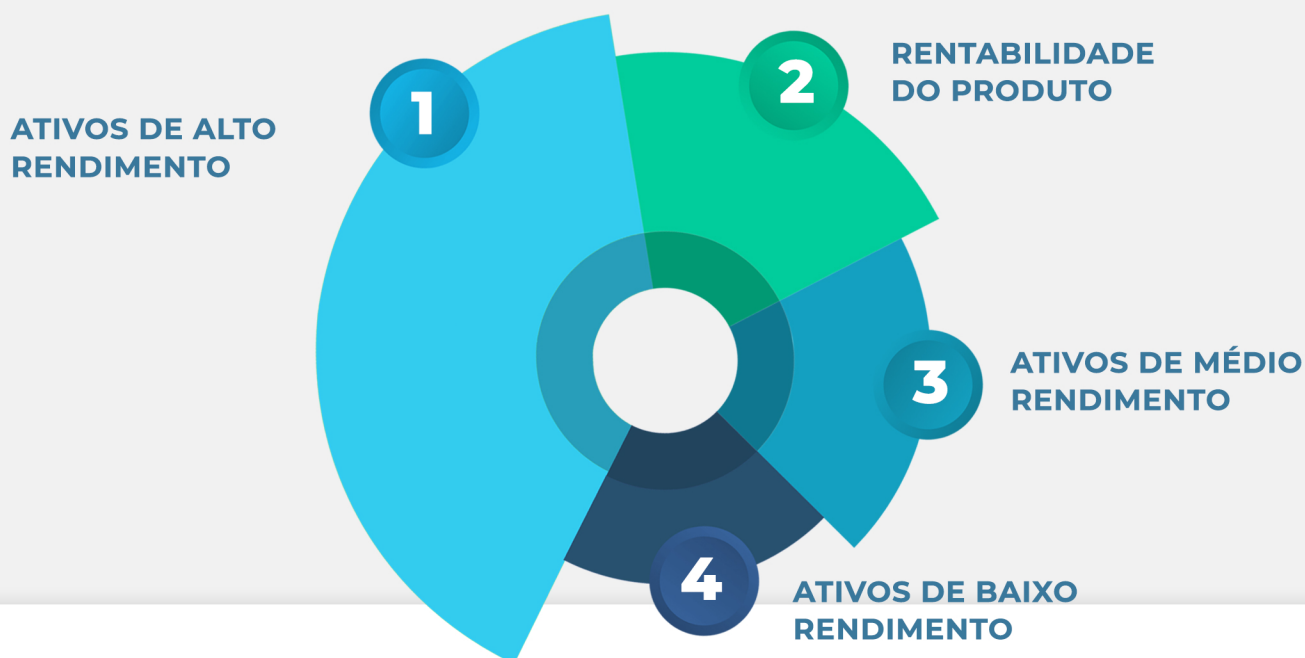 1
ATIVOS DE ALTO
RENDIMENTO
2
RENTABILIDADE
DO PRODUTO
3
ATIVOS DE MÉDIO
RENDIMENTO
4
ATIVOS DE BAIXO
RENDIMENTO